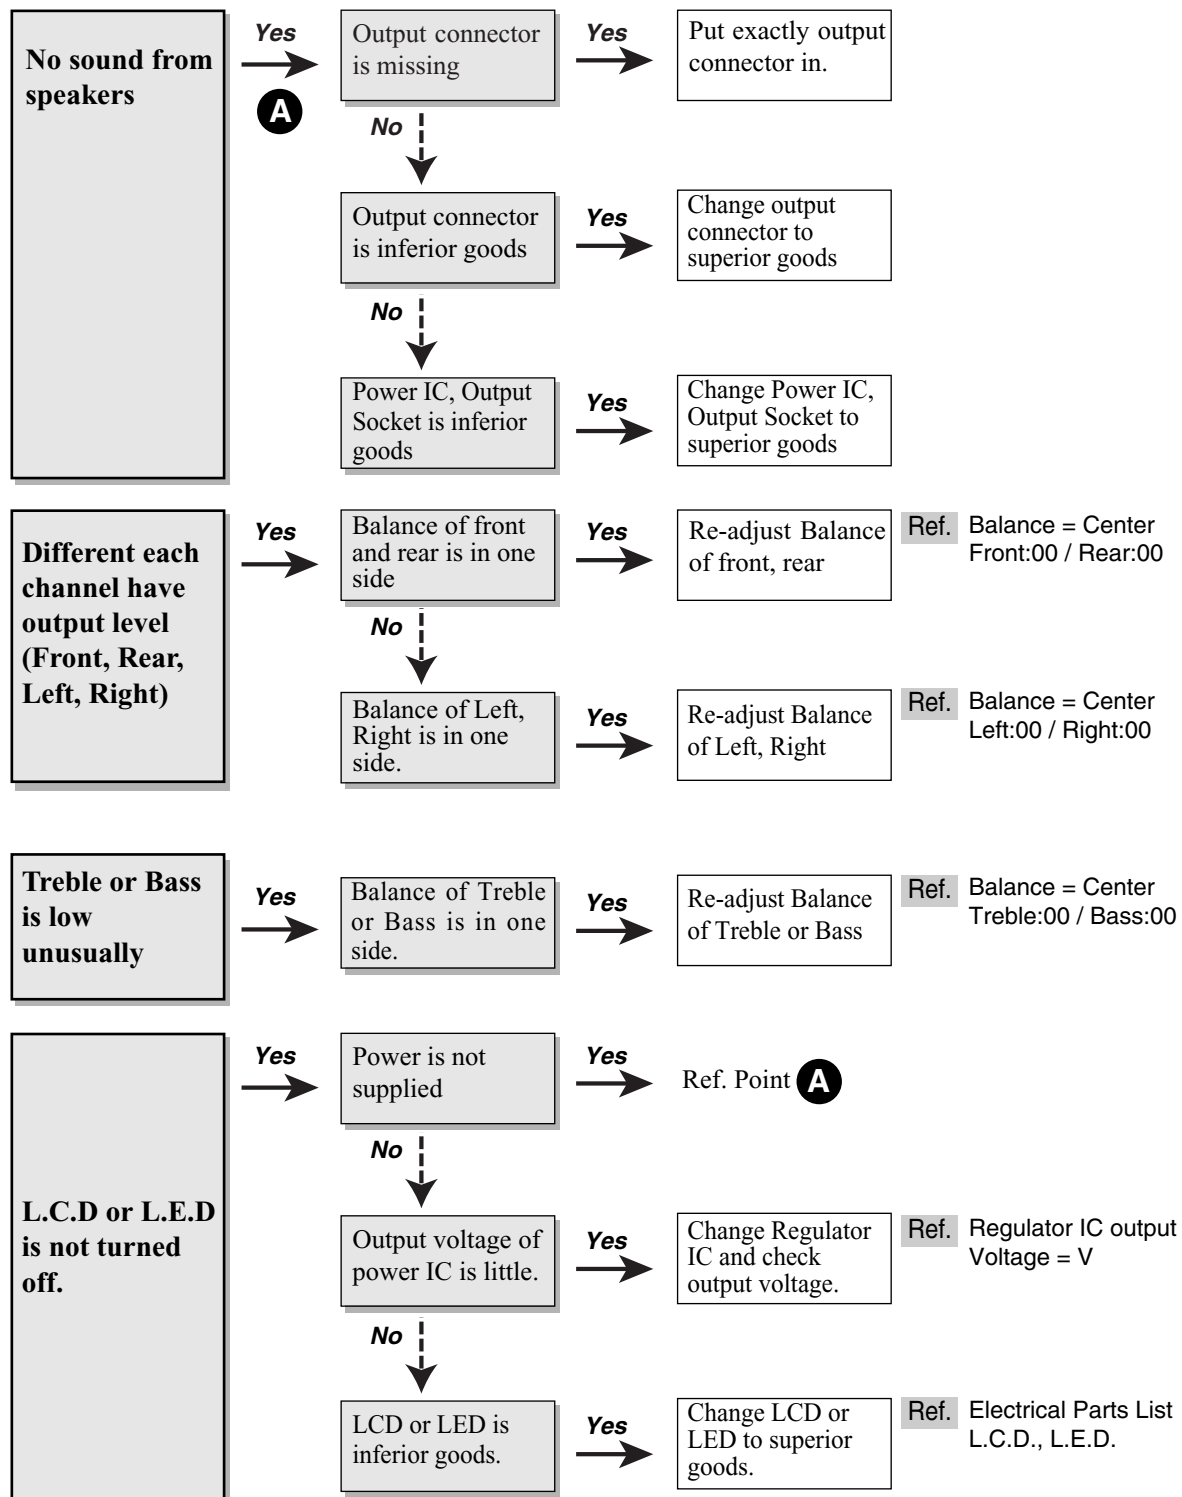 No sound from
speakers
Yes
A
Output connector
is missing
Yes
Put exactly output
connector in.
No
Output connector
is inferior goods
Yes
Change output
connector to
superior goods
No
Power IC, Output
Socket is inferior
goods
Yes
Change Power IC,
Output Socket to
superior goods
Different each
channel have
output level
(Front, Rear,
Left, Right)
Yes
Balance of front
and rear is in one
side
Yes
Re-adjust Balance
of front, rear
Ref. Balance = Center
Front:00 / Rear:00
No
Balance of Left,
Right is in one
side.
Yes
Re-adjust Balance
of Left, Right
Ref. Balance = Center
Left:00 / Right:00
Treble or Bass
is low
unusually
Yes
Balance of Treble
or Bass is in one
side.
Yes
Re-adjust Balance
of Treble or Bass
Ref. Balance = Center
Treble:00 / Bass:00
L.C.D or L.E.D
is not turned
off.
Yes
Power is not
supplied
Yes
Ref. Point A
No
Output voltage of
power IC is little.
Yes
Change Regulator
IC and check
output voltage.
Ref. Regulator IC output
Voltage = V
No
LCD or LED is
inferior goods.
Yes
Change LCD or
LED to superior
goods.
Ref. Electrical Parts List
L.C.D., L.E.D.